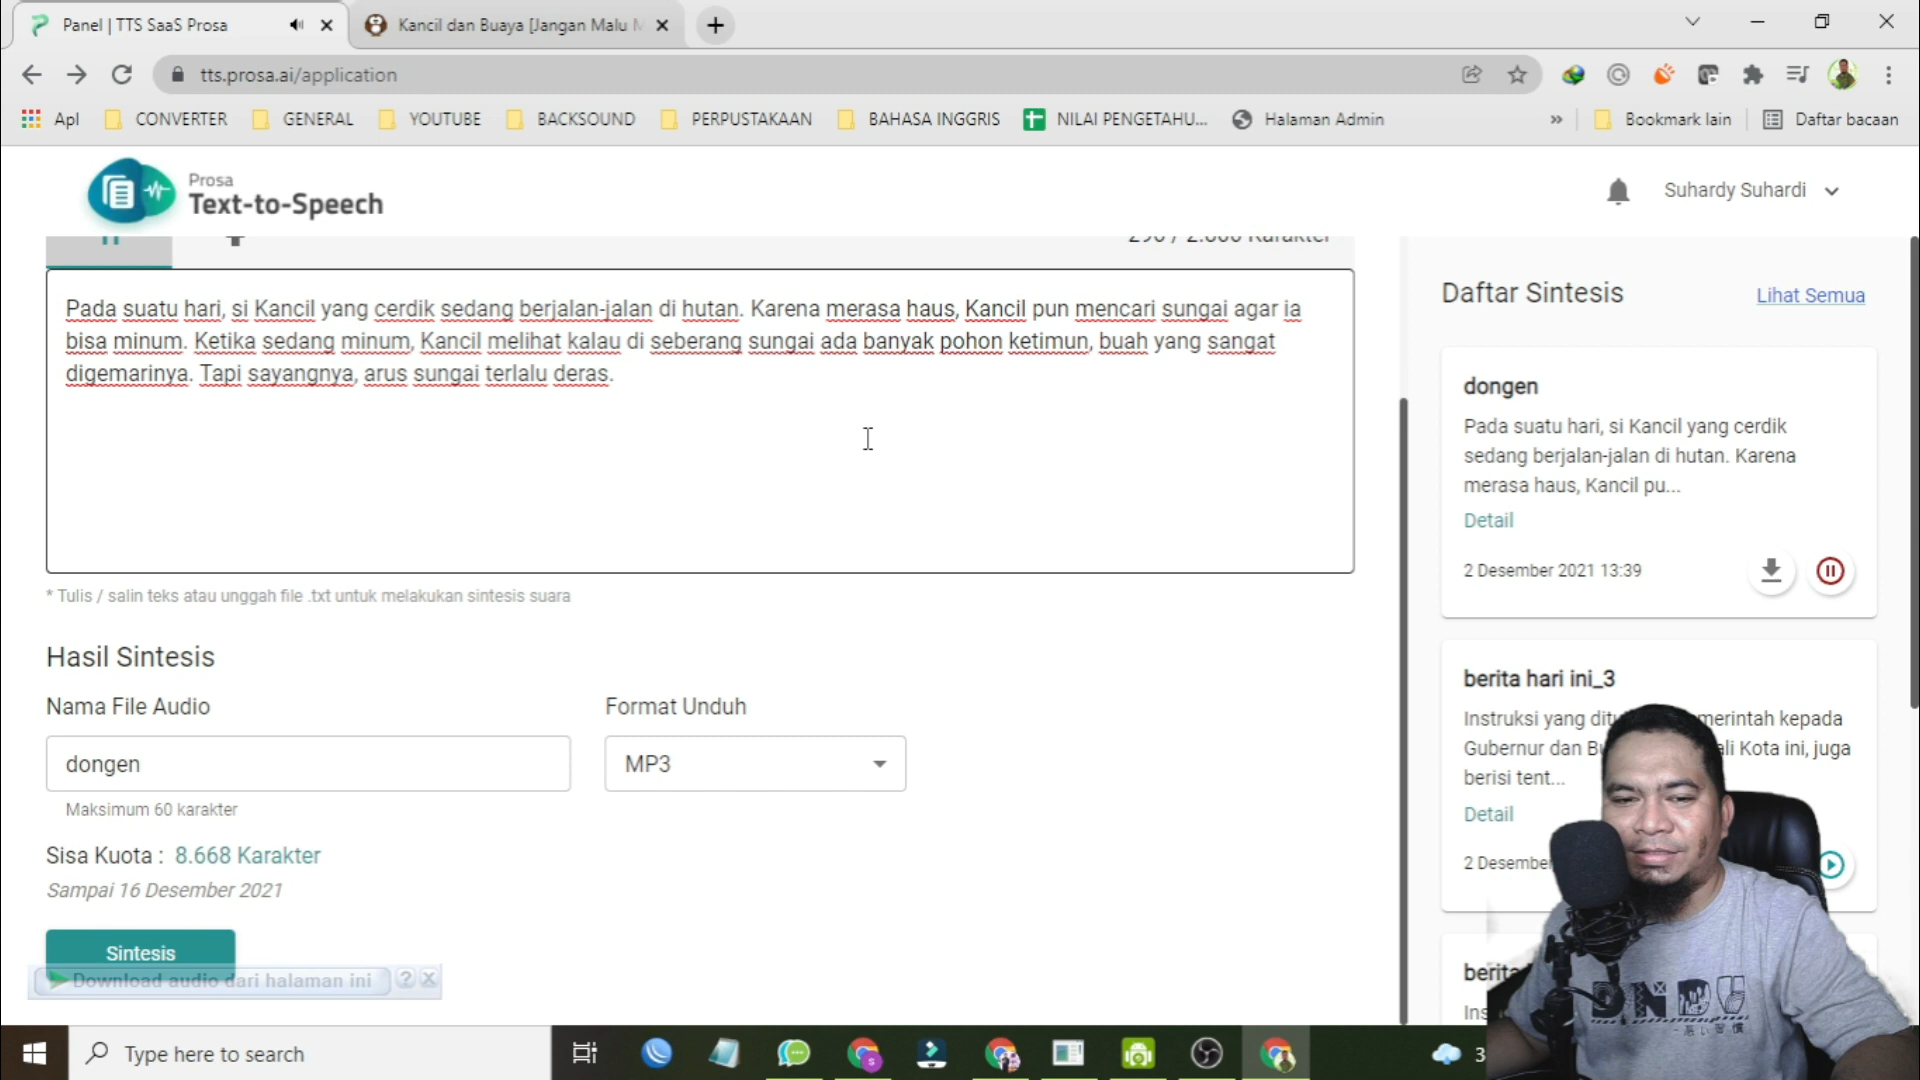 Panel | TTS SaaS Prosa
Kancil dan Buaya [Jangan Malu M
tts.prosa.ai/application
Apl
CONVERTER
GENERAL
YOUTUBE
BACKSOUND
PERPUSTAKAAN
BAHASA INGGRIS
NILAI PENGETAHU...
Halaman Admin
»
Bookmark lain
Daftar bacaan
Prosa
Text-to-Speech
Suhardy Suhardi
Pada suatu hari, si Kancil yang cerdik sedang berjalan-jalan di hutan. Karena merasa haus, Kancil pun mencari sungai agar ia
bisa minum. Ketika sedang minum, Kancil melihat kalau di seberang sungai ada banyak pohon ketimun, buah yang sangat
digemarinya. Tapi sayangnya, arus sungai terlalu deras.
* Tulis / salin teks atau unggah file .txt untuk melakukan sintesis suara
Hasil Sintesis
Nama File Audio
Format Unduh
dongen
MP3
Maksimum 60 karakter
Sisa Kuota : 8.668 Karakter
Sampai 16 Desember 2021
Sintesis
Download audio dari halaman ini
?
Daftar Sintesis
Lihat Semua
dongen
Pada suatu hari, si Kancil yang cerdik
sedang berjalan-jalan di hutan. Karena
merasa haus, Kancil pu...
Detail
2 Desember 2021 13:39
berita hari ini_3
Instruksi yang dit merintah kepada
Gubernur dan B ali Kota ini, juga
berisi tent...
Detail
2 Desember
berita
Ins
DNDU
Type here to search
3